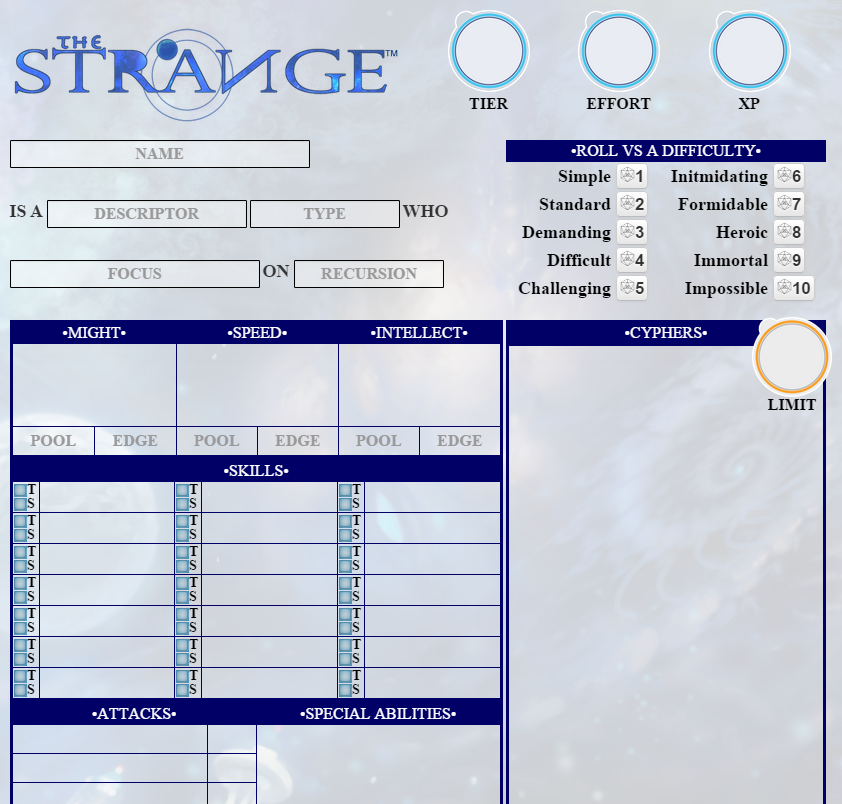 THE
STRANGE™
TIER EFFORT XP
NAME
•ROLL VS A DIFFICULTY•
Simple 1 Initmidating 6
Standard 2 Formidable 7
Demanding 3 Heroic 8
Difficult 4 Immortal 9
Challenging 5 Impossible 10
IS A DESCRIPTOR TYPE WHO
FOCUS ON RECURSION
•MIGHT• •SPEED• •INTELLECT•
POOL EDGE POOL EDGE POOL EDGE
•CYPHERS•
LIMIT
•SKILLS•
T T T
S S S
T T T
S S S
T T T
S S S
T T T
S S S
T T T
S S S
T T T
S S S
T T T
S S S
•ATTACKS• •SPECIAL ABILITIES•